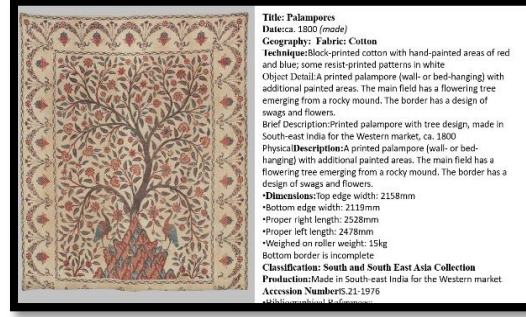 Title: Palampores
Date:ca. 1800 (made)
Geography: Fabric: Cotton
Technique:Block-printed cotton with hand-painted areas of red
and blue; some resist-printed patterns in white
Object Detail:A printed palampore (wall- or bed-hanging) with
additional painted areas. The main field has a flowering tree
emerging from a rocky mound. The border has a design of
swags and flowers.
Brief Description:Printed palampore with tree design, made in
South-east India for the Western market, ca. 1800
PhysicalDescription:A printed palampore (wall- or bed-
hanging) with additional painted areas. The main field has a
flowering tree emerging from a rocky mound. The border has a
design of swags and flowers.
•Dimensions:Top edge width: 2158mm
•Bottom edge width: 2119mm
•Proper right length: 2528mm
•Proper left length: 2478mm
•Weighed on roller weight: 15kg
Bottom border is incomplete
Classification: South and South East Asia Collection
Production:Made in South-east India for the Western market
Accession NumberIS.21-1976
•Bibliographical References: